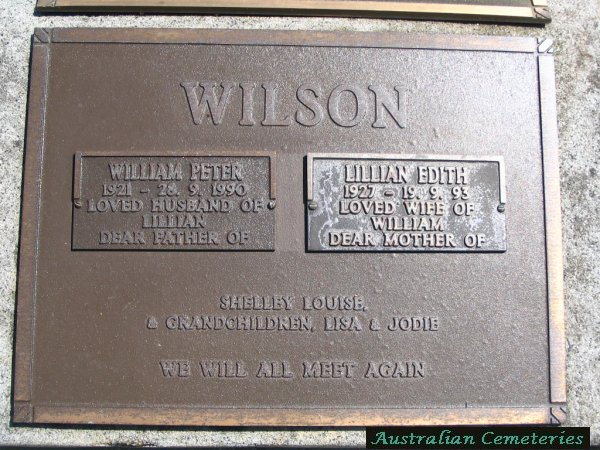 WILSON
WILLIAM PETER
1921 - 28. 9. 1990
LOVED HUSBAND OF
LILLIAN
DEAR FATHER OF
LILLIAN EDITH
1927 - 19. 9. 93
LOVED WIFE OF
WILLIAM
DEAR MOTHER OF
SHELLEY LOUISE,
& GRANDCHILDREN, LISA & JODIE
WE WILL ALL MEET AGAIN
Australian Cemeteries